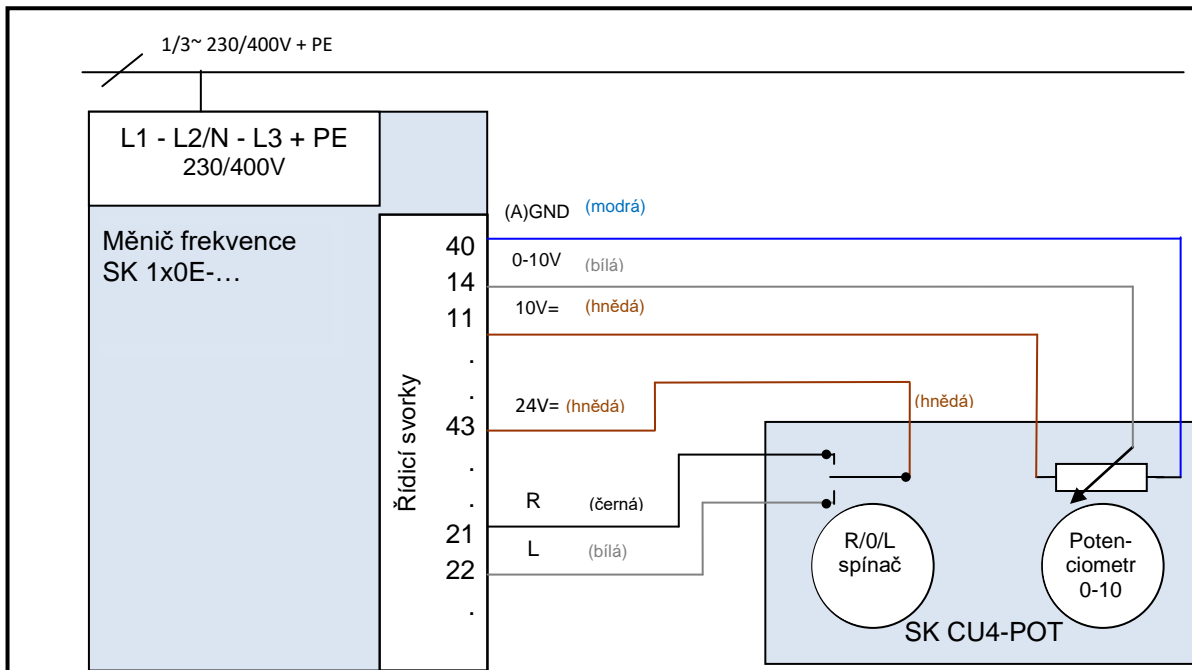 1/3~ 230/400V + PE
L1 - L2/N - L3 + PE
230/400V
Měnič frekvence
SK 1x0E-…
Řídicí svorky
(A)GND (modrá)
40
0-10V (bílá)
14
10V= (hnědá)
11
.
.
24V= (hnědá)
(hnědá)
43
.
.
R (černá)
21
L (bílá)
22
.
R/0/L
spínač
Poten-
ciometr
0-10
SK CU4-POT